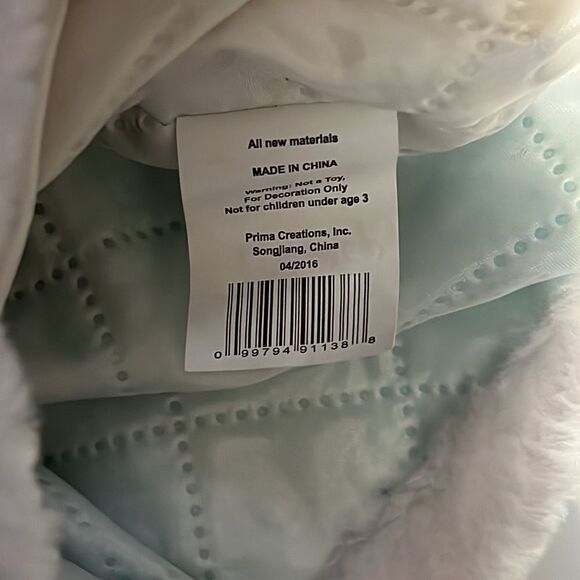 All new materials
MADE IN CHINA
Warning: Not a Toy,
For Decoration Only
Not for children under age 3
Prima Creations, Inc.
Songjiang, China
04/2016
0 99794 91138 8